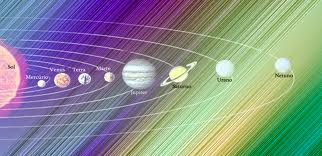 Sol
Mercúrio
Vênus
Terra
Marte
Júpiter
Saturno
Urano
Netuno